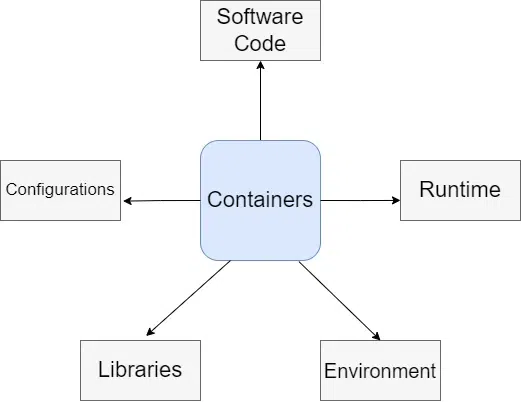 Software
Code
Configurations
Containers
Runtime
Libraries
Environment